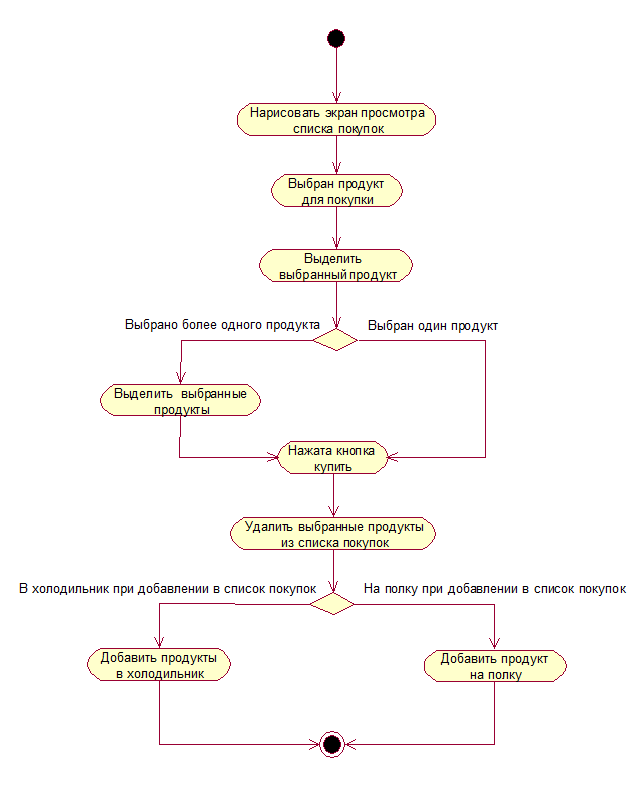 Нарисовать экран просмотра
списка покупок
Выбран продукт
для покупки
Выделить
выбранный продукт
Выбрано более одного продукта
Выбран один продукт
Выделить выбранные
продукты
Нажата кнопка
купить
Удалить выбранные продукты
из списка покупок
В холодильник при добавлении в список покупок
На полку при добавлении в список покупок
Добавить продукты
в холодильник
Добавить продукт
на полку